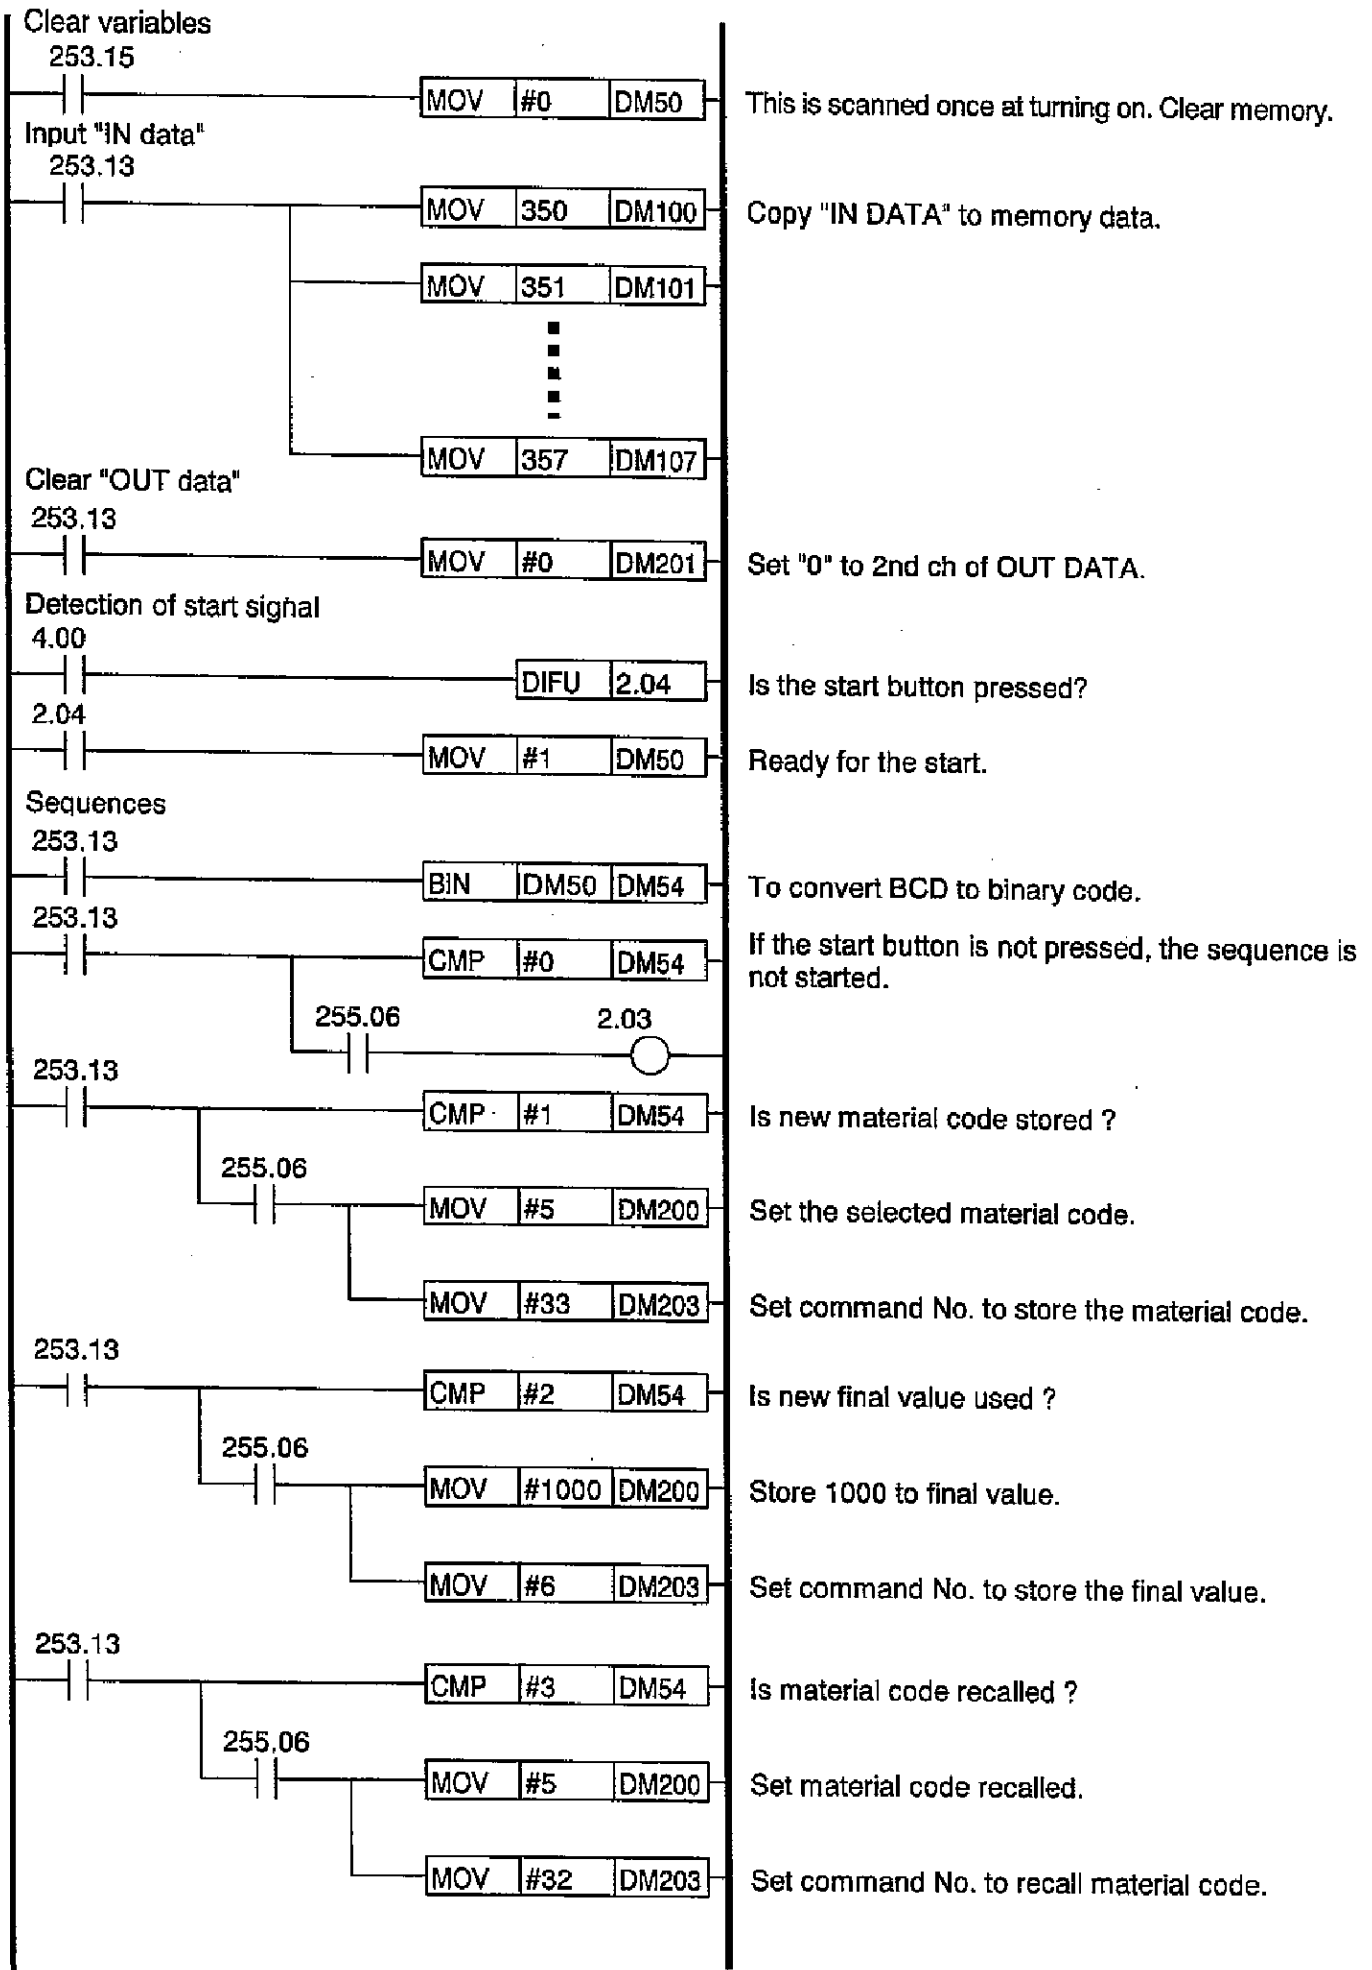 Clear variables
253.15
MOV #0 DM50 This is scanned once at turning on. Clear memory.
Input "IN data"
253.13
MOV 350 DM100 Copy "IN DATA" to memory data.
MOV 351 DM101
MOV 357 DM107
Clear "OUT data"
253.13
MOV #0 DM201 Set "0" to 2nd ch of OUT DATA.
Detection of start signal
4.00
DIFU 2.04 Is the start button pressed?
2.04
MOV #1 DM50 Ready for the start.
Sequences
253.13
BIN DM50 DM54 To convert BCD to binary code.
253.13
CMP #0 DM54 If the start button is not pressed, the sequence is
not started.
255.06 2.03
253.13
CMP #1 DM54 Is new material code stored ?
255.06
MOV #5 DM200 Set the selected material code.
MOV #33 DM203 Set command No. to store the material code.
253.13
CMP #2 DM54 Is new final value used ?
255.06
MOV #1000 DM200 Store 1000 to final value.
MOV #6 DM203 Set command No. to store the final value.
253.13
CMP #3 DM54 Is material code recalled ?
255.06
MOV #5 DM200 Set material code recalled.
MOV #32 DM203 Set command No. to recall material code.